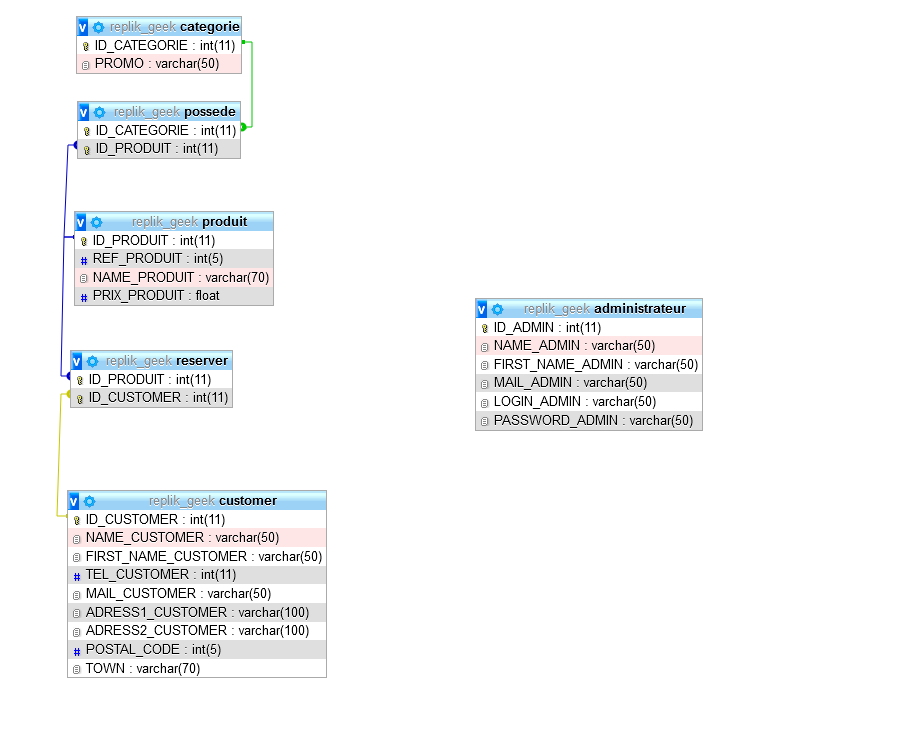 v replik_geek categorie
ID_CATEGORIE : int(11)
PROMO : varchar(50)
v replik_geek possede
ID_CATEGORIE : int(11)
ID_PRODUIT : int(11)
v replik_geek produit
ID_PRODUIT : int(11)
# REF_PRODUIT : int(5)
NAME_PRODUIT : varchar(70)
# PRIX_PRODUIT : float
v replik_geek administrateur
ID_ADMIN : int(11)
NAME_ADMIN : varchar(50)
FIRST_NAME_ADMIN : varchar(50)
MAIL_ADMIN : varchar(50)
LOGIN_ADMIN : varchar(50)
PASSWORD_ADMIN : varchar(50)
v replik_geek reserver
ID_PRODUIT : int(11)
ID_CUSTOMER : int(11)
v replik_geek customer
ID_CUSTOMER : int(11)
NAME_CUSTOMER : varchar(50)
FIRST_NAME_CUSTOMER : varchar(50)
# TEL_CUSTOMER : int(11)
MAIL_CUSTOMER : varchar(50)
ADRESS1_CUSTOMER : varchar(100)
ADRESS2_CUSTOMER : varchar(100)
# POSTAL_CODE : int(5)
TOWN : varchar(70)